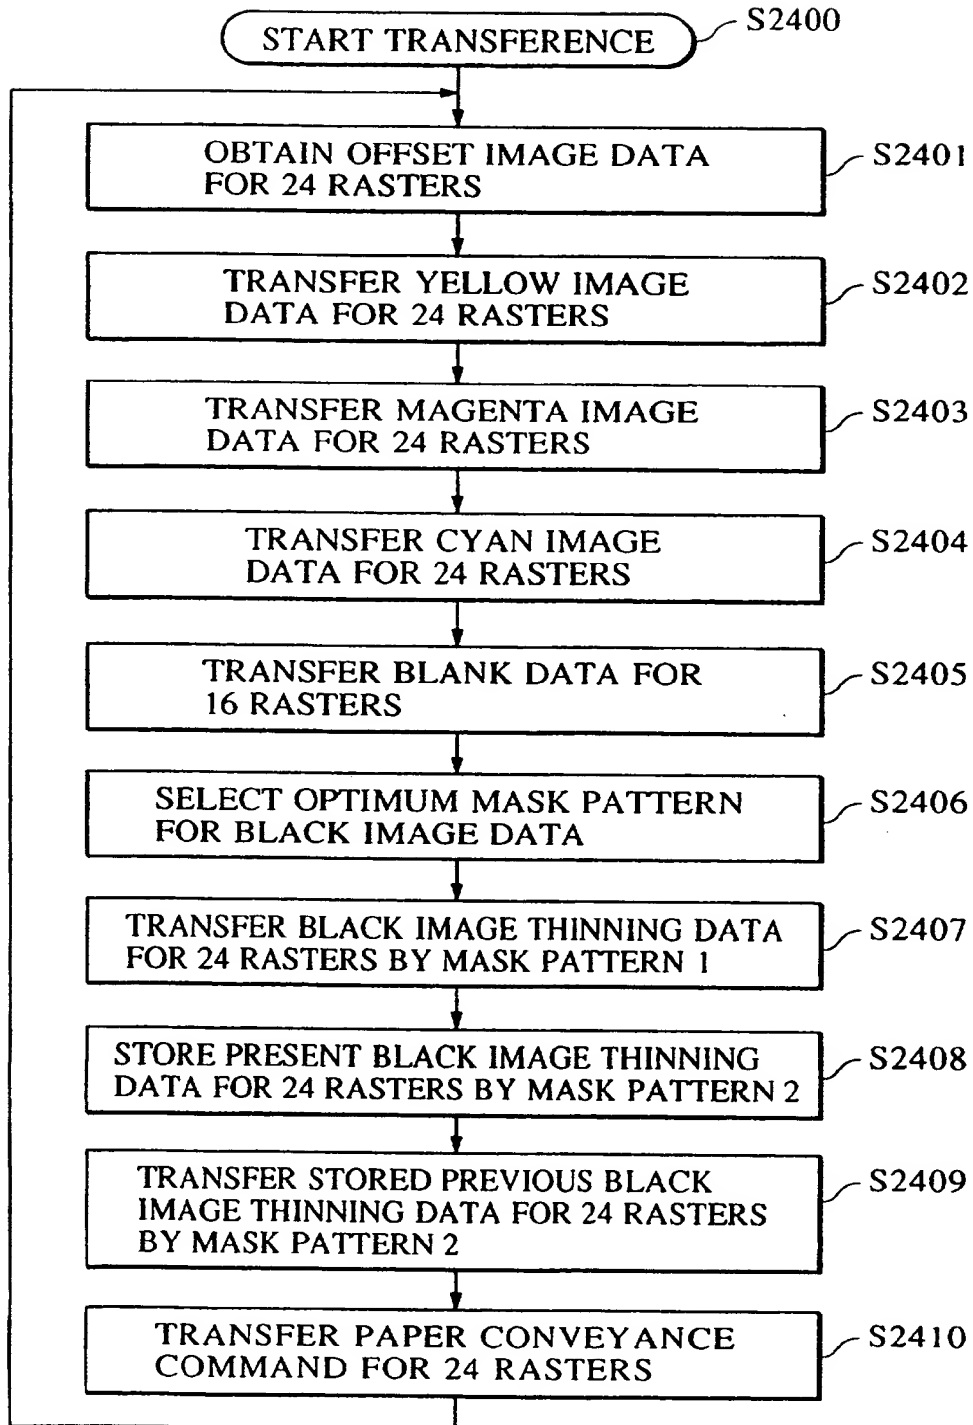 START TRANSFERENCE
S2400
OBTAIN OFFSET IMAGE DATA
FOR 24 RASTERS
S2401
TRANSFER YELLOW IMAGE
DATA FOR 24 RASTERS
S2402
TRANSFER MAGENTA IMAGE
DATA FOR 24 RASTERS
S2403
TRANSFER CYAN IMAGE
DATA FOR 24 RASTERS
S2404
TRANSFER BLANK DATA FOR
16 RASTERS
S2405
SELECT OPTIMUM MASK PATTERN
FOR BLACK IMAGE DATA
S2406
TRANSFER BLACK IMAGE THINNING DATA
FOR 24 RASTERS BY MASK PATTERN 1
S2407
STORE PRESENT BLACK IMAGE THINNING
DATA FOR 24 RASTERS BY MASK PATTERN 2
S2408
TRANSFER STORED PREVIOUS BLACK
IMAGE THINNING DATA FOR 24 RASTERS
BY MASK PATTERN 2
S2409
TRANSFER PAPER CONVEYANCE
COMMAND FOR 24 RASTERS
S2410